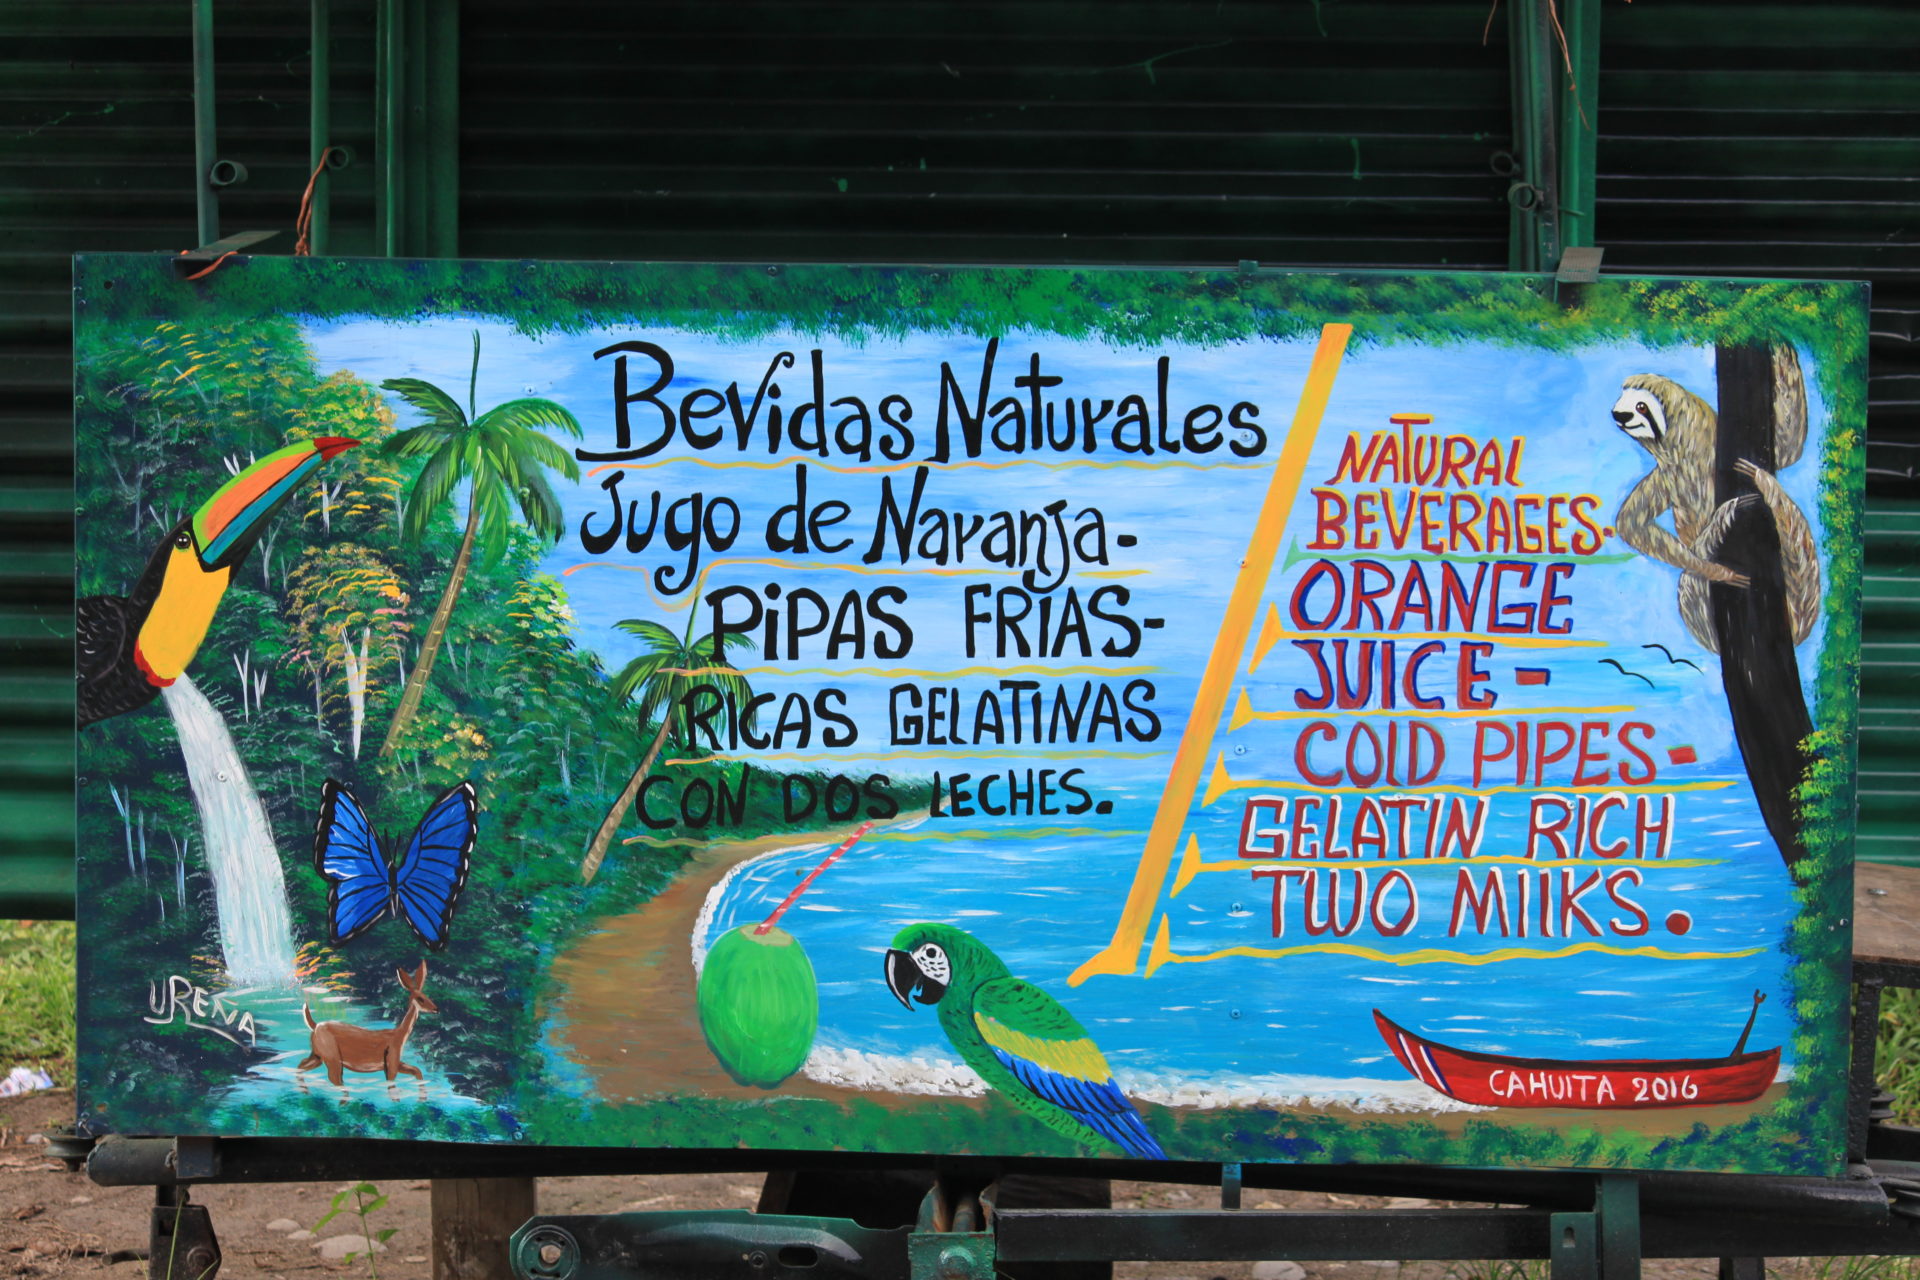 Bevidas Naturales
Jugo de Naranja-
PIPAS FRIAS-
RICAS GELATINAS
CON DOS LECHES.
NATURAL
BEVERAGES.
ORANGE
JUICE-
COLD PIPES-
GELATIN RICH
TWO MILKS.
UREÑA
CAHUITA 2016